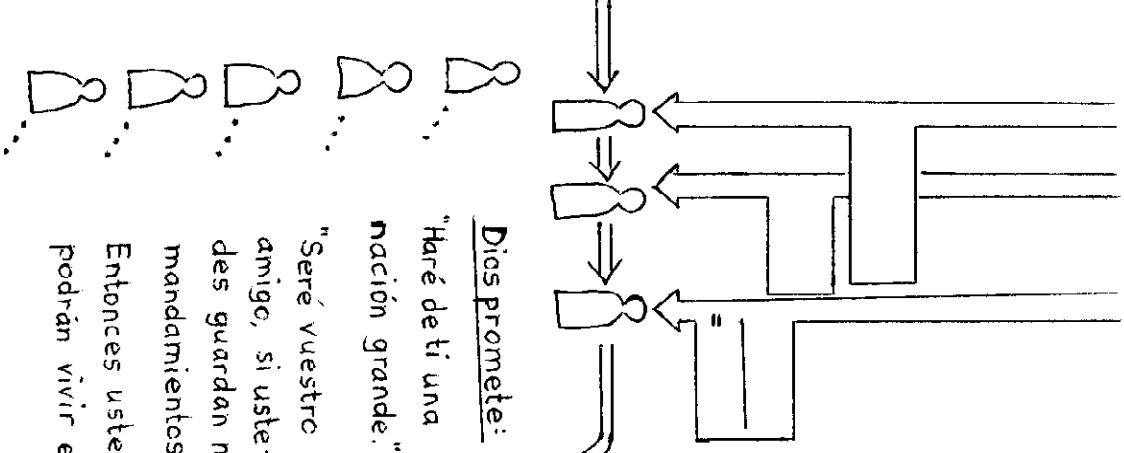 Dios promete:
"Haré de ti una
nación grande."
"Seré vuestro
amigo, si uste-
des guardan
mandamientos
Entonces
podrán vivir